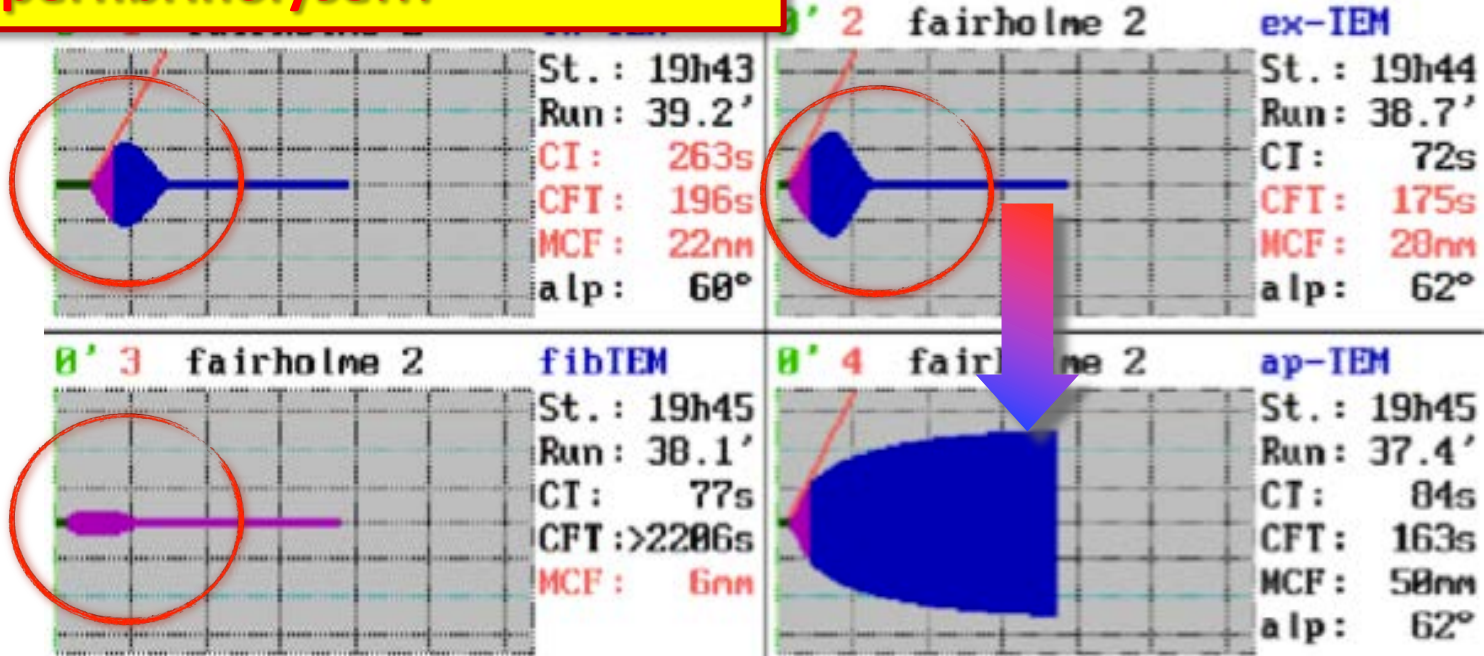 St.: 19h43
Run: 39.2'
CT: 263s
CFT: 196s
MCF: 22mm
alp: 60°
0' 2 fairholme 2 ex-TEM
St.: 19h44
Run: 38.7'
CT: 72s
CFT: 175s
MCF: 28mm
alp: 62°
0' 3 fairholme 2 fibTEM
St.: 19h45
Run: 38.1'
CT: 77s
CFT:>2206s
MCF: 6mm
0' 4 me 2 ap-TEM
St.: 19h45
Run: 37.4'
CT: 84s
CFT: 163s
MCF: 50mm
alp: 62°